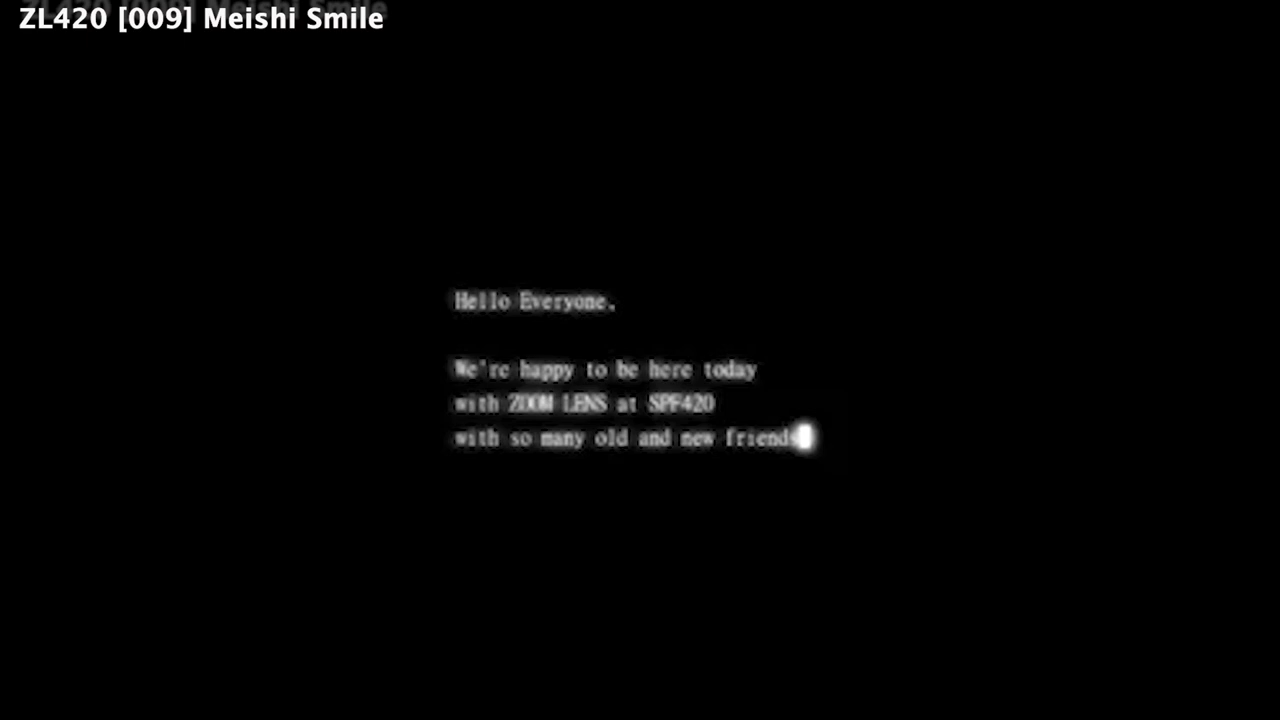 ZL420 [009] Meishi Smile
Hello Everyone.
We're happy to be here today
with ZOOM LENS at SPF420
with so many old and new friends